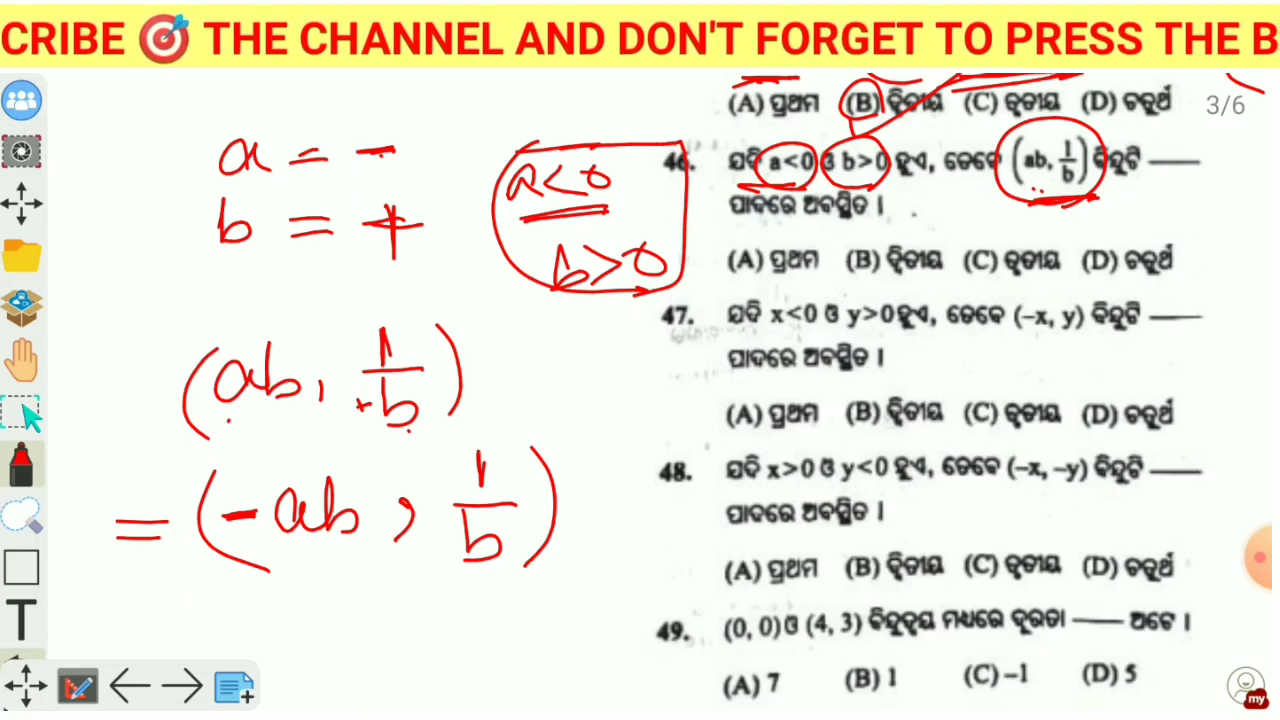 CRIBE 🎯 THE CHANNEL AND DON'T FORGET TO PRESS THE B
3/6
(A) ପ୍ରଥମ (B) ଦ୍ଵିତୀୟ (C) ତୃତୀୟ (D) ଚତୁର୍ଥ
46. ଯଦି a<0 ଓ b>0 ହୁଏ, ତେବେ (ab, 1/b) ବିନ୍ଦୁଟି ——
ପାଦରେ ଅବସ୍ଥିତ ।
(A) ପ୍ରଥମ (B) ଦ୍ଵିତୀୟ (C) ତୃତୀୟ (D) ଚତୁର୍ଥ
47. ଯଦି x<0 ଓ y>0 ହୁଏ, ତେବେ (–x, y) ବିନ୍ଦୁଟି ——
ପାଦରେ ଅବସ୍ଥିତ ।
(A) ପ୍ରଥମ (B) ଦ୍ଵିତୀୟ (C) ତୃତୀୟ (D) ଚତୁର୍ଥ
48. ଯଦି x>0 ଓ y<0 ହୁଏ, ତେବେ (–x, –y) ବିନ୍ଦୁଟି ——
ପାଦରେ ଅବସ୍ଥିତ ।
(A) ପ୍ରଥମ (B) ଦ୍ଵିତୀୟ (C) ତୃତୀୟ (D) ଚତୁର୍ଥ
49. (0, 0) ଓ (4, 3) ବିନ୍ଦୁଦ୍ୱୟ ମଧ୍ୟରେ ଦୂରତା —— ଅଟେ ।
(A) 7 (B) 1 (C) –1 (D) 5
a = -
b = +
a<0
b>0
(ab, 1/+b)
= (-ab, 1/b)
T
my